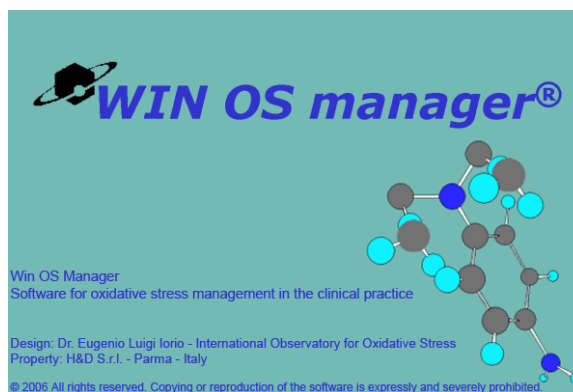 WIN OS manager®
Win OS Manager
Software for oxidative stress management in the clinical practice
Design: Dr. Eugenio Luigi Iorio - International Observatory for Oxidative Stress
Property: H&D S.r.l. - Parma - Italy
© 2006 All rights reserved. Copying or reproduction of the software is expressly and severely prohibited.